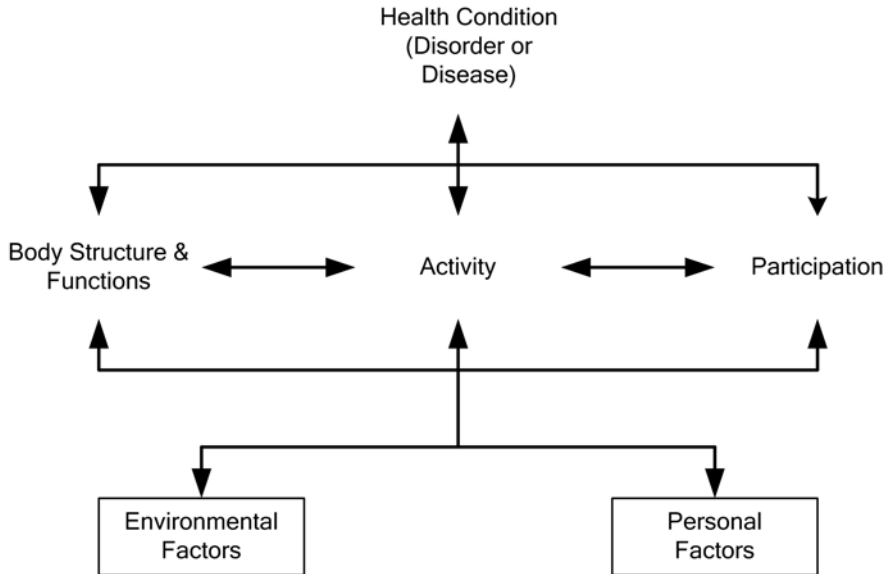 Health Condition
(Disorder or
Disease)
Body Structure &
Functions
Activity
Participation
Environmental
Factors
Personal
Factors